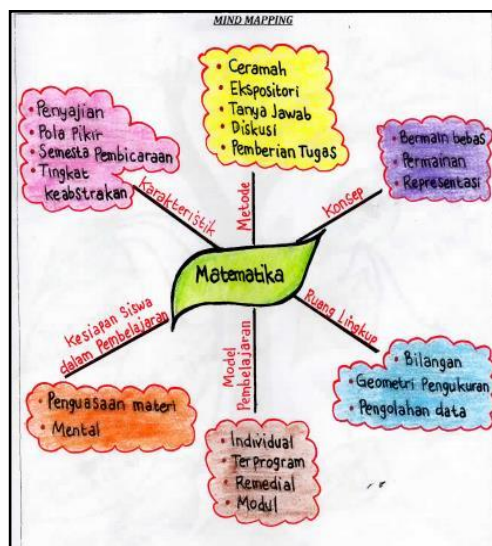 MIND MAPPING
Ceramah
Ekspositori
Tanya Jawab
Diskusi
Pemberian Tugas
Penyajian
Pola Pikir
Semesta Pembicaraan
Tingkat
keabstrakan
Bermain bebas
Permainan
Representasi
Karakteristik
Metode
Konsep
Matematika
Kesiapan Siswa
dalam Pembelajaran
Model
Pembelajaran
Ruang Lingkup
Bilangan
Geometri Pengukuran
Pengolahan data
Penguasaan materi
Mental
Individual
Terprogram
Remedial
Modul